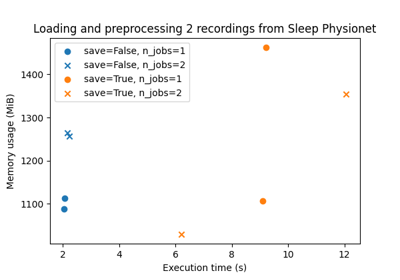 Loading and preprocessing 2 recordings from Sleep Physionet
save=False, n_jobs=1
save=False, n_jobs=2
save=True, n_jobs=1
save=True, n_jobs=2
1400
1300
1200
1100
Memory usage (MiB)
2 4 6 8 10 12
Execution time (s)